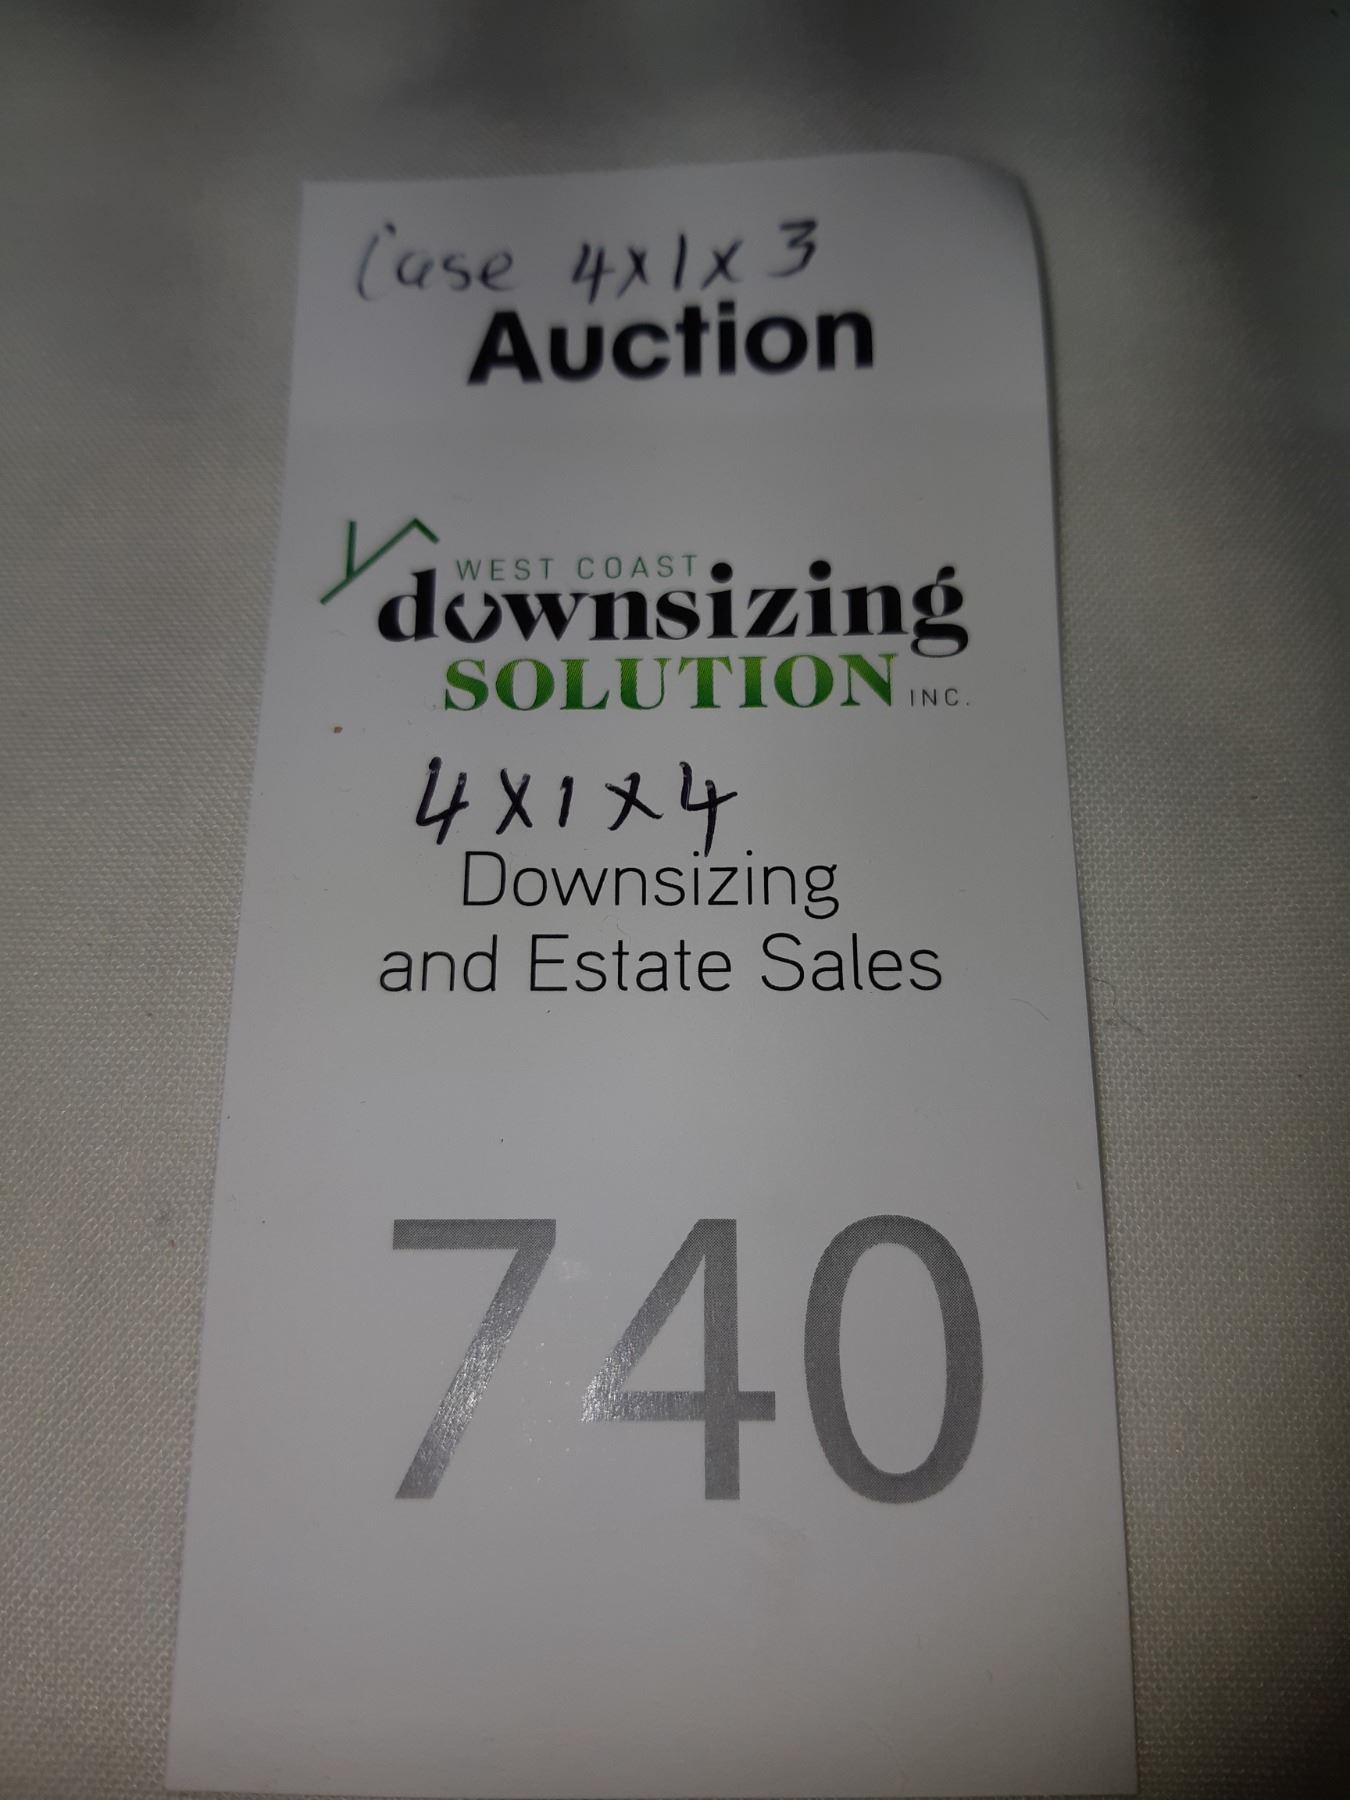 Case 4x1x3
Auction
WEST COAST
downsizing
SOLUTION INC.
4x1x4
Downsizing
and Estate Sales
740